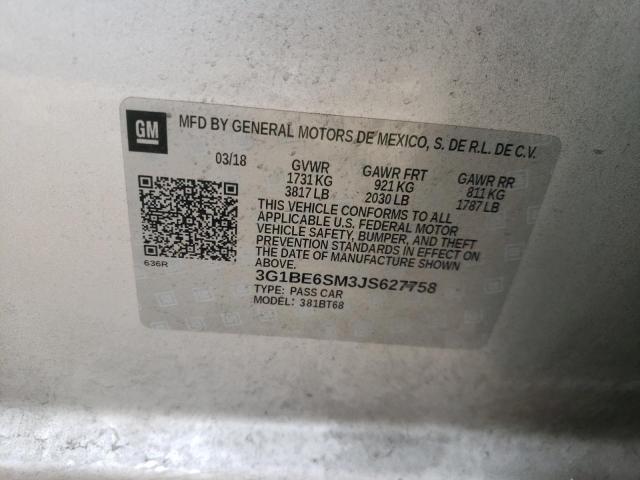 GM
MFD BY GENERAL MOTORS DE MEXICO, S. DE R.L. DE C.V.
03/18 GVWR GAWR FRT GAWR RR
1731 KG 921 KG 811 KG
3817 LB 2030 LB 1787 LB
THIS VEHICLE CONFORMS TO ALL
APPLICABLE U.S. FEDERAL MOTOR
VEHICLE SAFETY, BUMPER, AND THEFT
PREVENTION STANDARDS IN EFFECT ON
THE DATE OF MANUFACTURE SHOWN
ABOVE.
636R
3G1BE6SM3JS627758
TYPE: PASS CAR
MODEL: 381BT68